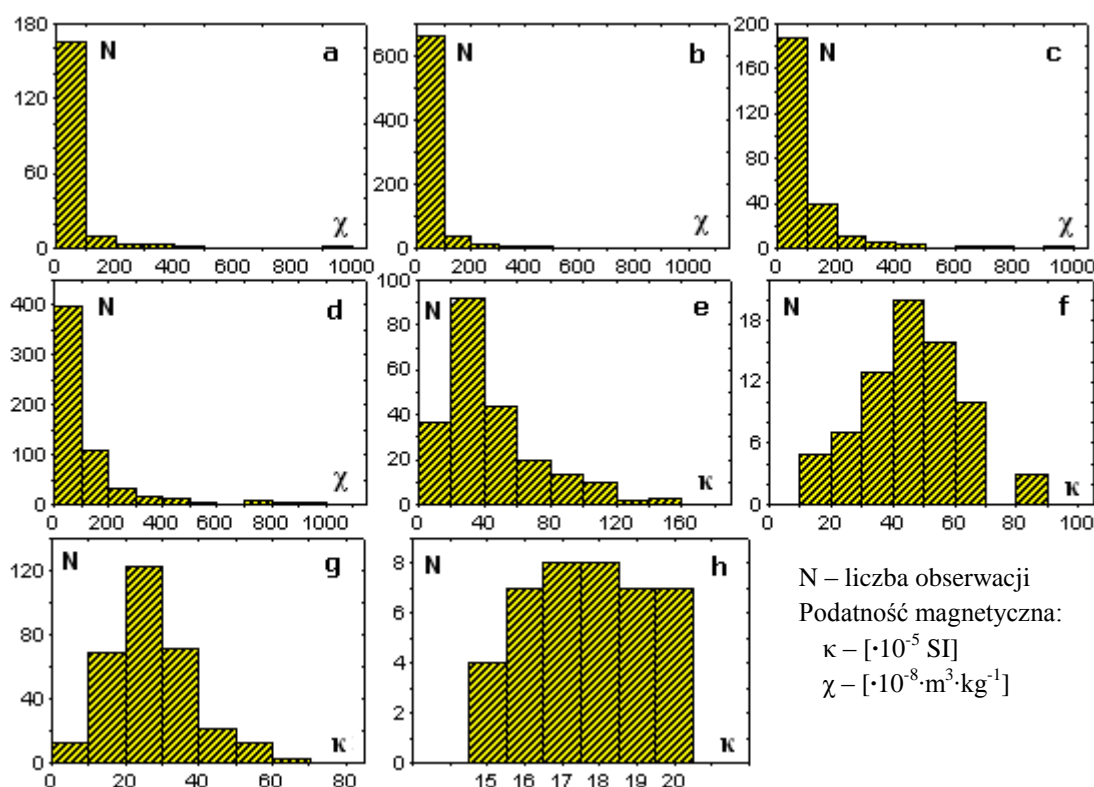 180
120
60
0
N
a
χ
0 200 400 600 800 1000
600
400
200
0
N
b
χ
0 200 400 600 800 1000
200
160
120
80
40
0
N
c
χ
0 200 400 600 800 1000
400
300
200
100
0
N
d
χ
0 200 400 600 800 1000
100
80
60
40
20
0
N
e
κ
0 40 80 120 160
18
12
6
0
N
f
κ
0 20 40 60 80 100
120
80
40
0
N
g
κ
0 20 40 60 80
8
6
4
2
0
N
h
κ
15 16 17 18 19 20
N – liczba obserwacji
Podatność magnetyczna:
κ – [·10⁻⁵ SI]
χ – [·10⁻⁸·m³·kg⁻¹]